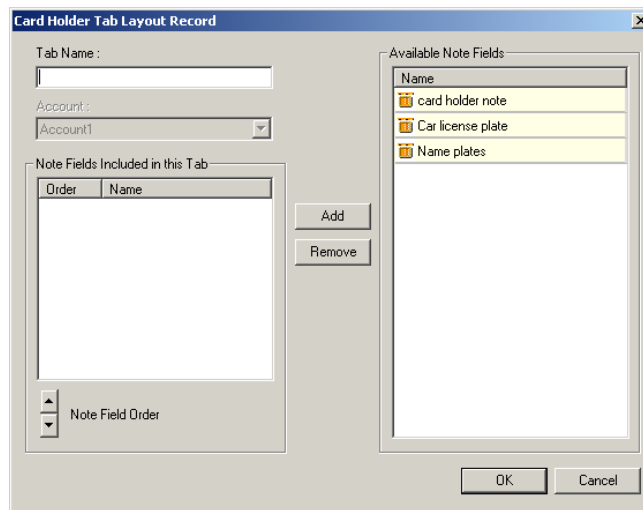 Card Holder Tab Layout Record
Tab Name :
Account :
Account1
Note Fields Included in this Tab
Order Name
Note Field Order
Add
Remove
Available Note Fields
Name
card holder note
Car license plate
Name plates
OK Cancel